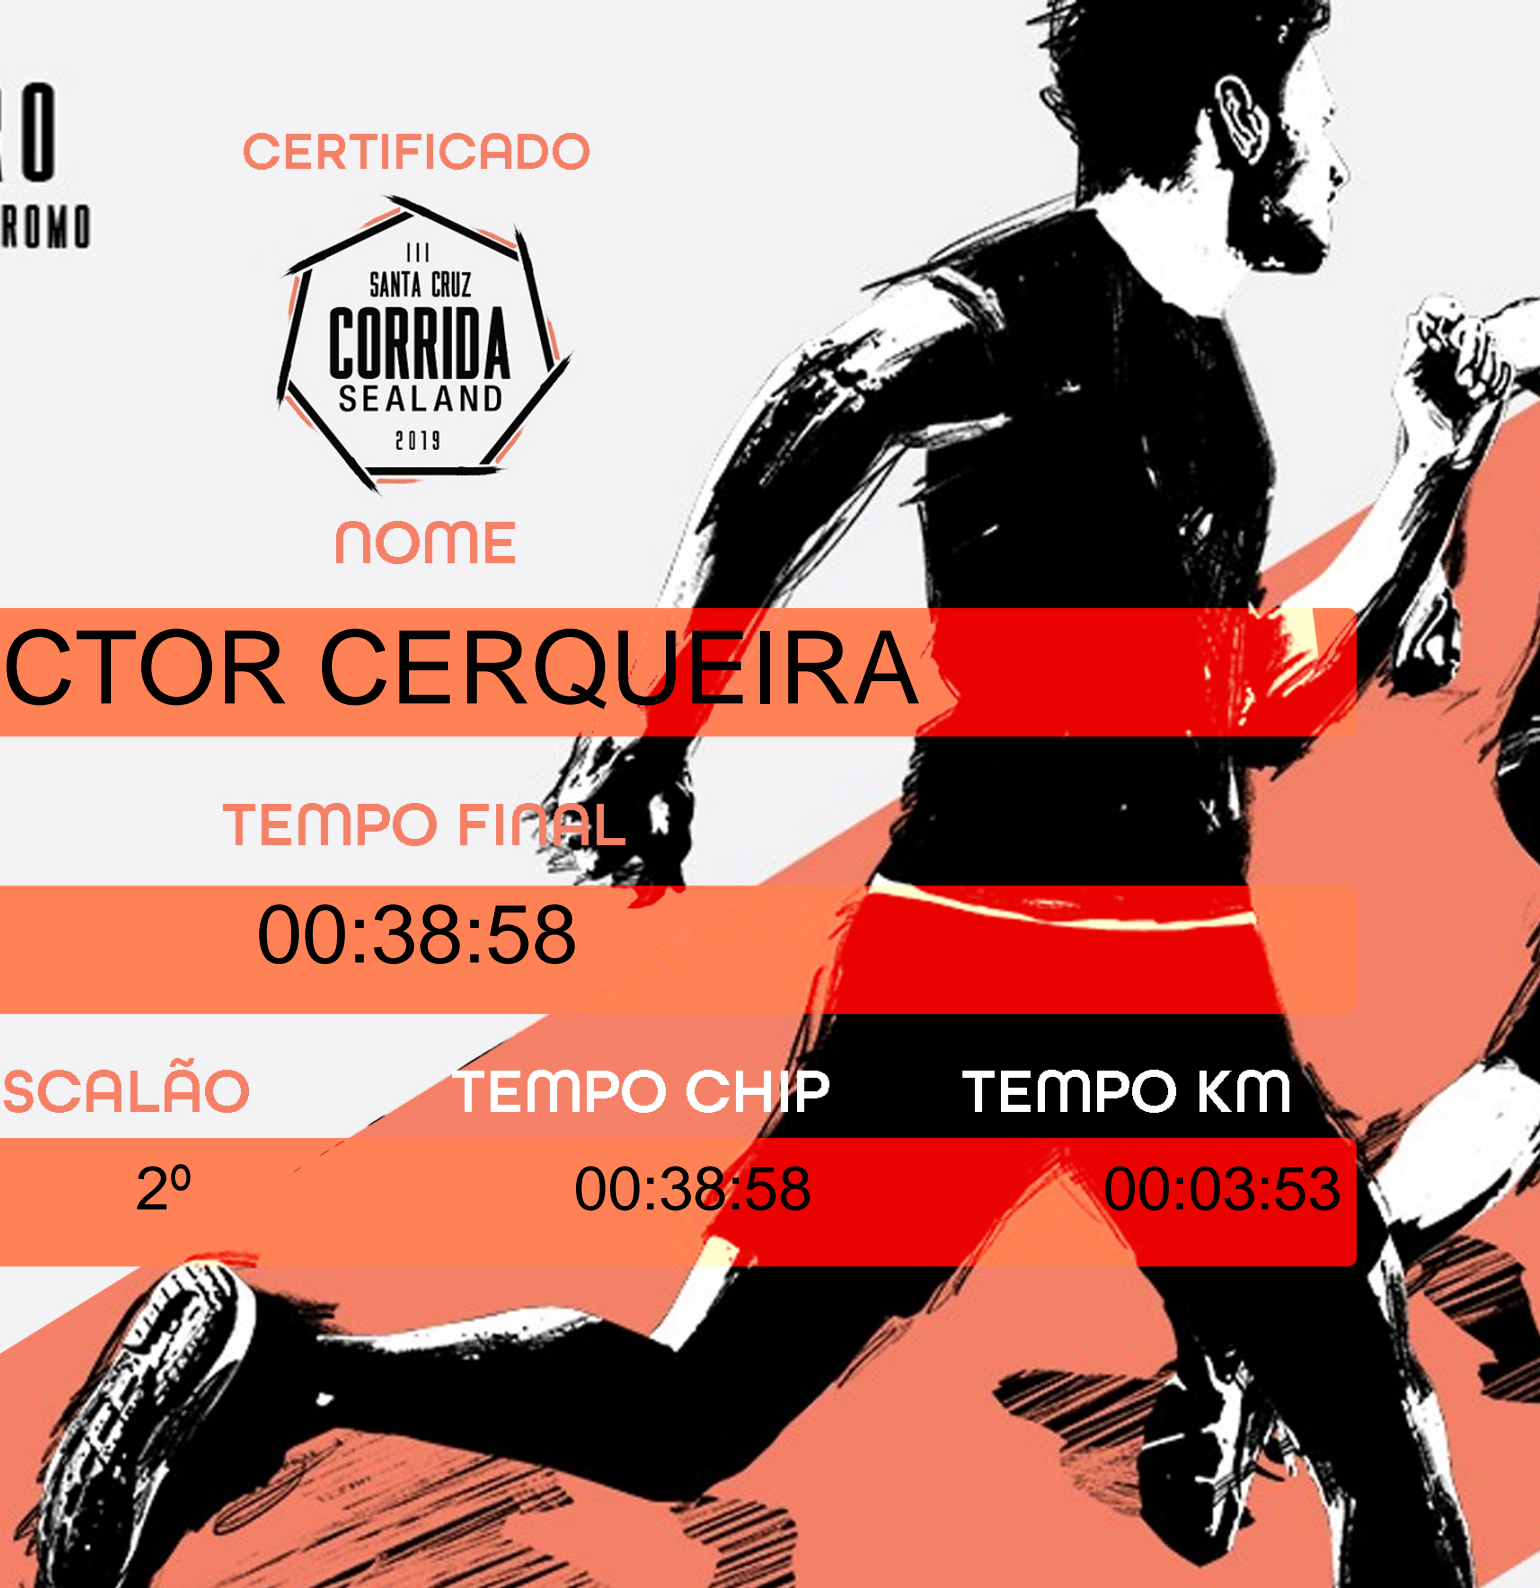 CERTIFICADO
III
SANTA CRUZ
CORRIDA
SEALAND
2019
NOME
CTOR CERQUEIRA
TEMPO FINAL
00:38:58
SCALÃO TEMPO CHIP TEMPO KM
2º 00:38:58 00:03:53